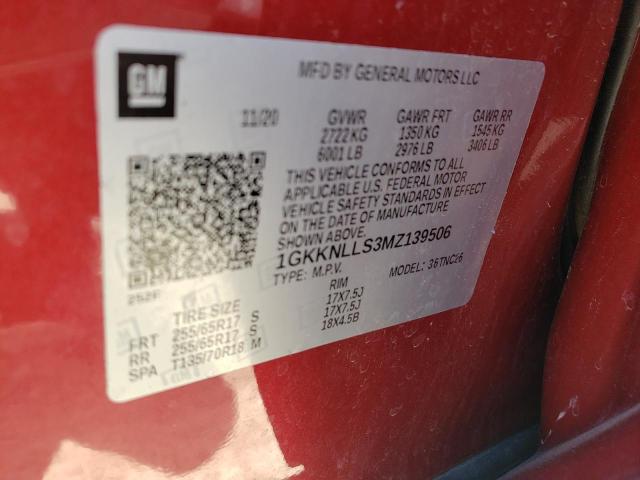 GM
MFD BY GENERAL MOTORS LLC
11/20 GVWR GAWR FRT GAWR RR
2722 KG 1350 KG 1545 KG
6001 LB 2976 LB 3406 LB
THIS VEHICLE CONFORMS TO ALL
APPLICABLE U.S. FEDERAL MOTOR
VEHICLE SAFETY STANDARDS IN EFFECT
ON THE DATE OF MANUFACTURE
SHOWN ABOVE.
1GKKNLLS3MZ139506
TYPE: M.P.V. MODEL: 36TNC26
252F
TIRE SIZE RIM
FRT 255/65R17 S 17X7.5J
RR 255/65R17 S 17X7.5J
SPA T135/70R18 M 18X4.5B